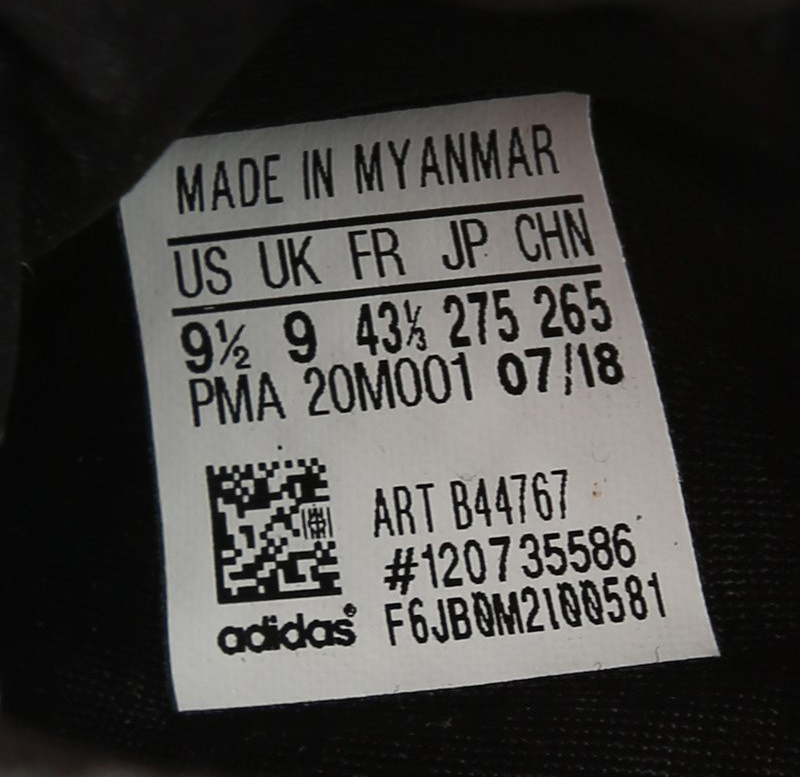 MADE IN MYANMAR
US UK FR JP CHN
9½ 9 43⅓ 275 265
PMA 20M001 07/18
ART B44767
#120735586
F6JB0M2100581
adidas®